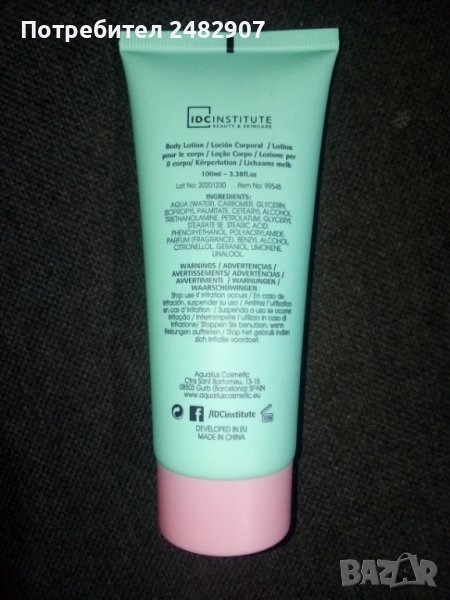 Потребител 2482907
IDC INSTITUTE
BEAUTY & SKINCARE
Body Lotion / Loción Corporal / Lotion
pour le corps / Loção Corpo / Lozione per
il corpo/ Körperlotion / Lichaams melk
100ml - 3.38fl.oz
Lot No: 20201230 Item No: 99546
INGREDIENTS:
AQUA (WATER), CARBOMER, GLYCERIN,
ISOPROPYL PALMITATE, CETEARYL ALCOHOL,
TRIETHANOLAMINE, PETROLATUM, GLYCERYL
STEARATE SE, STEARIC ACID,
PHENOXYETHANOL, POLYACRYLAMIDE,
PARFUM (FRAGRANCE), BENZYL ALCOHOL,
CITRONELLOL, GERANIOL, LIMONENE,
LINALOOL.
WARNINGS / ADVERTENCIAS /
AVERTISSEMENTS/ ADVERTÊNCIAS /
AVVERTIMENTI / WARNUNGEN /
WAARSCHUWINGEN:
Stop use if irritation occurs / En caso de
irritación, suspender su uso / Arrêtez l'utilisation
en cas d'irritation / Suspenda o uso se ocorrer
irritação / Interrompete l'utilizzo in caso di
irritazione/ Stoppen Sie benutzen, wenn
Reizungen auftreten / Stop het gebruik indien
zich irritatie voordoet.
Aquarius Cosmetic
Ctra Sant Bartomeu, 13-15
08503 Gurb (Barcelona) SPAIN
www.aquariuscosmetic.eu
/IDCinstitute
12M
DEVELOPED IN EU
MADE IN CHINA
BAZAR